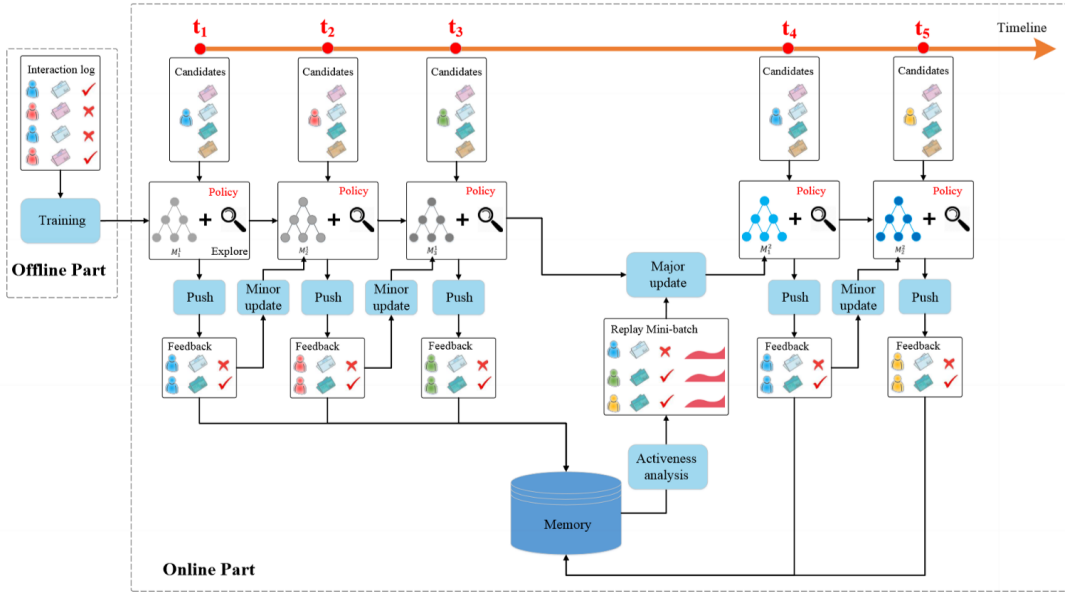 t1
t2
t3
t4
t5
Timeline
Interaction log
Candidates
Candidates
Candidates
Candidates
Candidates
Training
Policy
Policy
Policy
Policy
Policy
Explore
Offline Part
Push
Minor
update
Push
Minor
update
Push
Major
update
Push
Minor
update
Push
Feedback
Feedback
Feedback
Replay Mini-batch
Feedback
Feedback
Activeness
analysis
Memory
Online Part